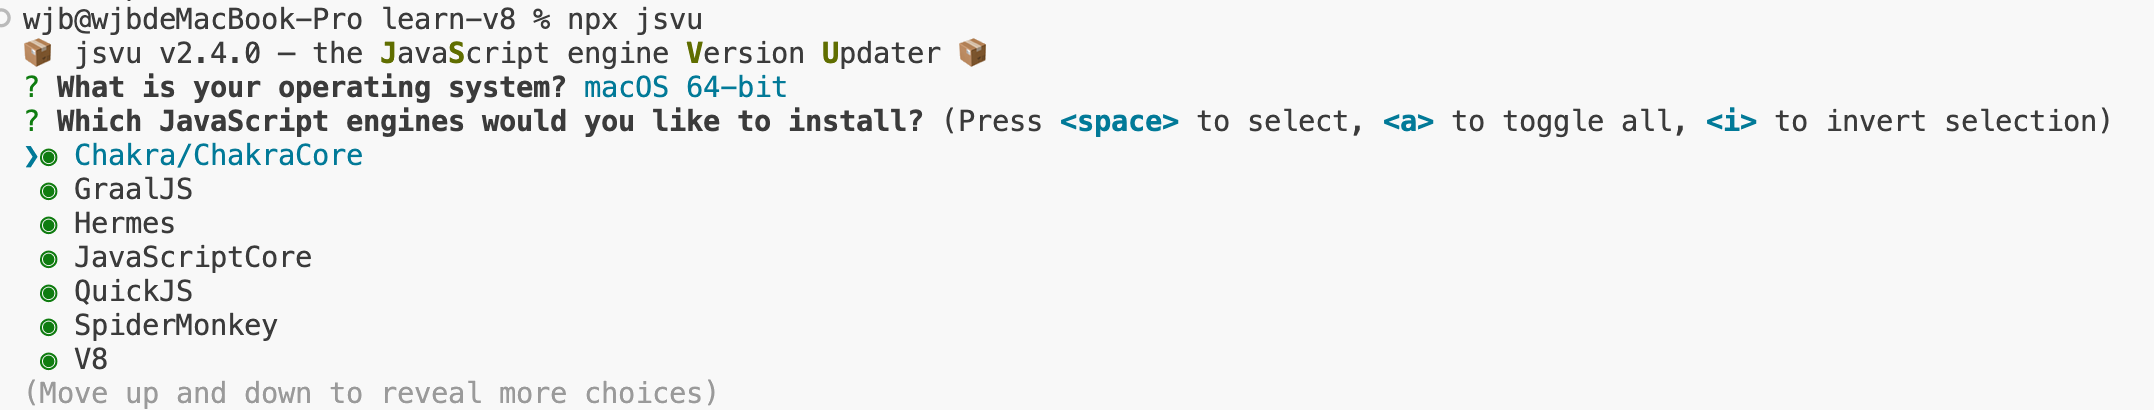 wjb@wjbdeMacBook-Pro learn-v8 % npx jsvu
📦 jsvu v2.4.0 — the JavaScript engine Version Updater 📦
? What is your operating system? macOS 64-bit
? Which JavaScript engines would you like to install? (Press <space> to select, <a> to toggle all, <i> to invert selection)
❯◉ Chakra/ChakraCore
◉ GraalJS
◉ Hermes
◉ JavaScriptCore
◉ QuickJS
◉ SpiderMonkey
◉ V8
(Move up and down to reveal more choices)